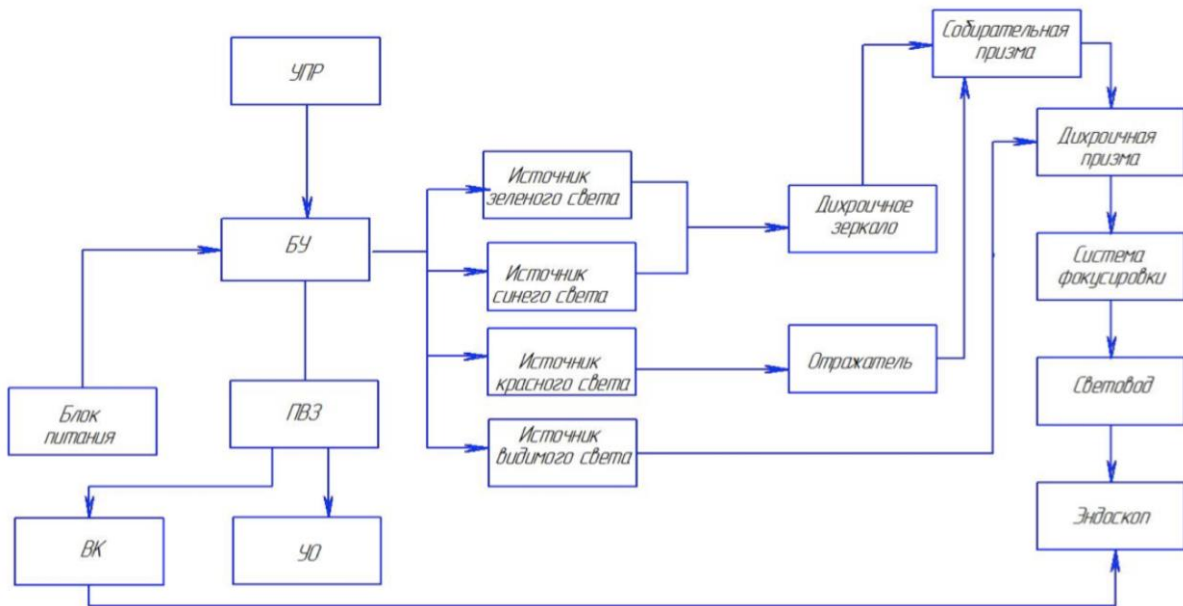 УПР
БУ
Блок
питания
ПВЗ
ВК
УО
Источник
зеленого света
Источник
синего света
Источник
красного света
Источник
видимого света
Дихроичное
зеркало
Отражатель
Собирательная
призма
Дихроичная
призма
Система
фокусировки
Световод
Эндоскоп